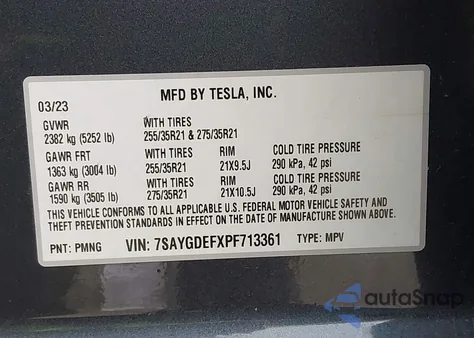 MFD BY TESLA, INC.
03/23
GVWR WITH TIRES
2382 kg (5252 lb) 255/35R21 & 275/35R21
GAWR FRT WITH TIRES RIM COLD TIRE PRESSURE
1363 kg (3004 lb) 255/35R21 21X9.5J 290 kPa, 42 psi
GAWR RR WITH TIRES RIM COLD TIRE PRESSURE
1590 kg (3505 lb) 275/35R21 21X10.5J 290 kPa, 42 psi
THIS VEHICLE CONFORMS TO ALL APPLICABLE FEDERAL MOTOR VEHICLE SAFETY AND
THEFT PREVENTION STANDARDS IN EFFECT ON THE DATE OF MANUFACTURE SHOWN ABOVE.
PNT: PMNG VIN: 7SAYGDEFXPF713361 TYPE: MPV
autoSnap